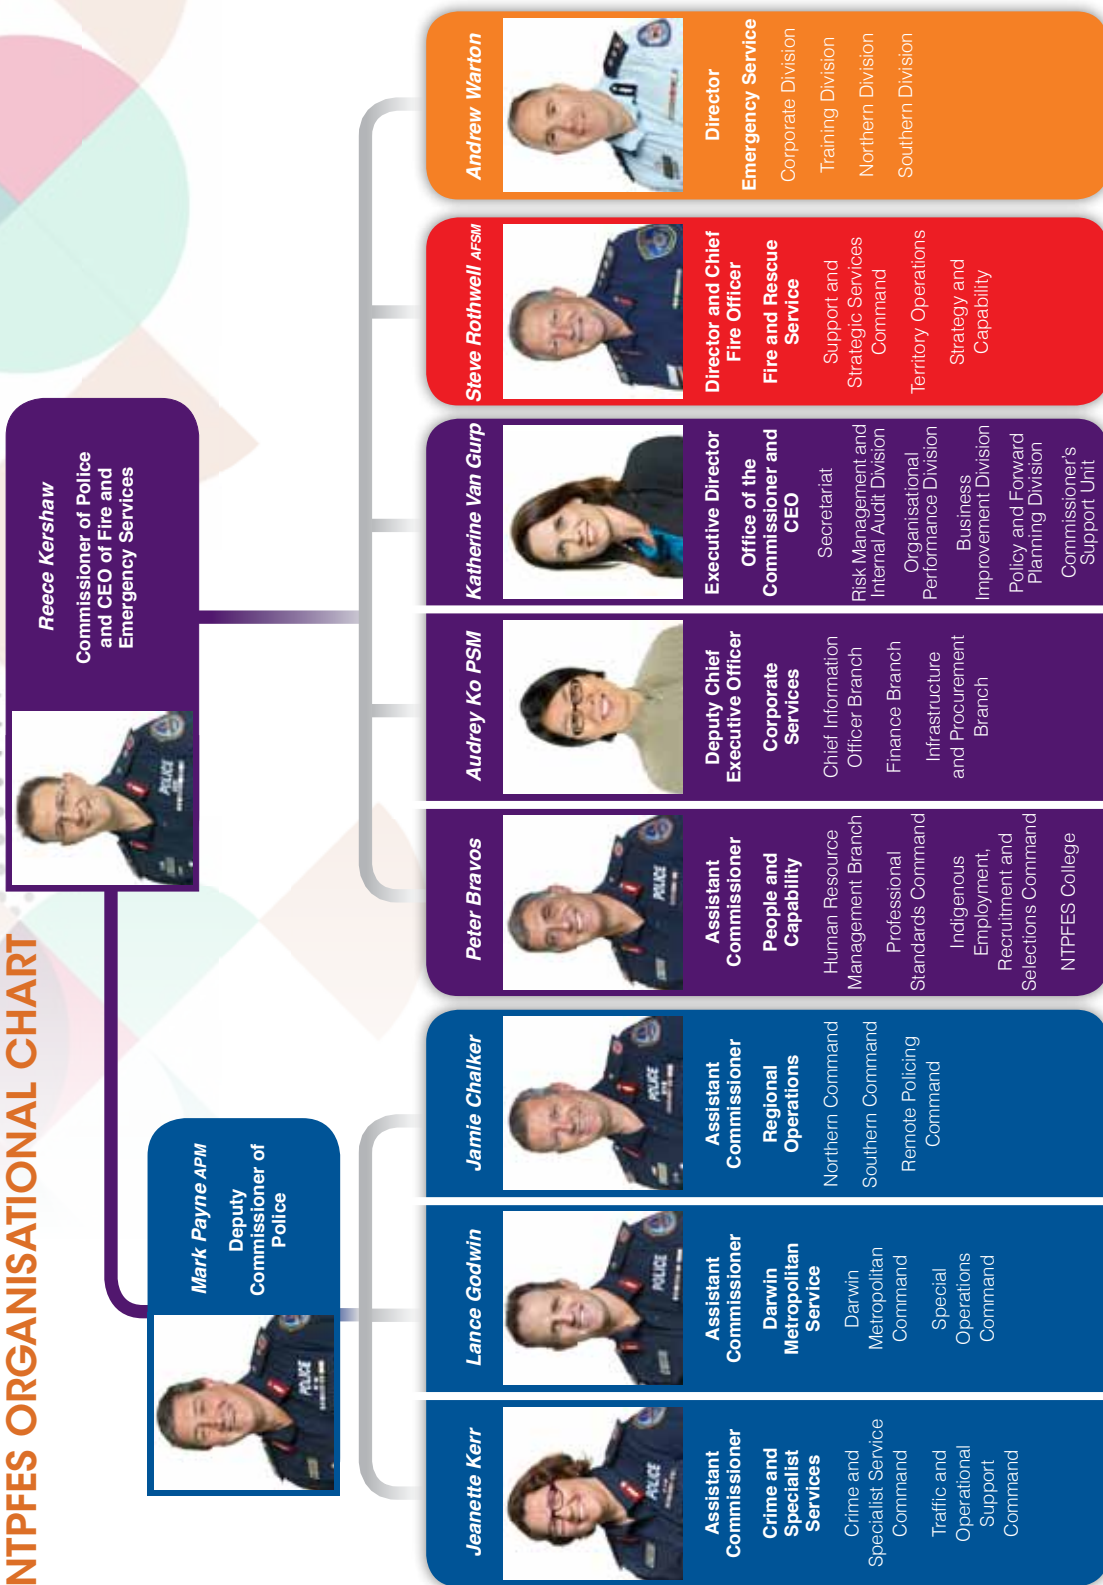 NTPFES ORGANISATIONAL CHART
Reece Kershaw
Commissioner of Police
and CEO of Fire and
Emergency Services
Mark Payne APM
Deputy
Commissioner of
Police
Jeanette Kerr
Assistant
Commissioner
Crime and
Specialist
Services
Crime and
Specialist Service
Command
Traffic and
Operational
Support
Command
Lance Godwin
Assistant
Commissioner
Darwin
Metropolitan
Service
Darwin
Metropolitan
Command
Special
Operations
Command
Jamie Chalker
Assistant
Commissioner
Regional
Operations
Northern Command
Southern Command
Remote Policing
Command
Peter Bravos
Assistant
Commissioner
People and
Capability
Human Resource
Management Branch
Professional
Standards Command
Indigenous
Employment,
Recruitment and
Selections Command
NTPFES College
Audrey Ko PSM
Deputy Chief
Executive Officer
Corporate
Services
Chief Information
Officer Branch
Finance Branch
Infrastructure
and Procurement
Branch
Katherine Van Gurp
Executive Director
Office of the
Commissioner and
CEO
Secretariat
Risk Management and
Internal Audit Division
Organisational
Performance Division
Business
Improvement Division
Policy and Forward
Planning Division
Commissioner's
Support Unit
Steve Rothwell AFSM
Director and Chief
Fire Officer
Fire and Rescue
Service
Support and
Strategic Services
Command
Territory Operations
Strategy and
Capability
Andrew Warton
Director
Emergency Service
Corporate Division
Training Division
Northern Division
Southern Division
POLICE
POLICE
POLICE
POLICE
POLICE
POLICE